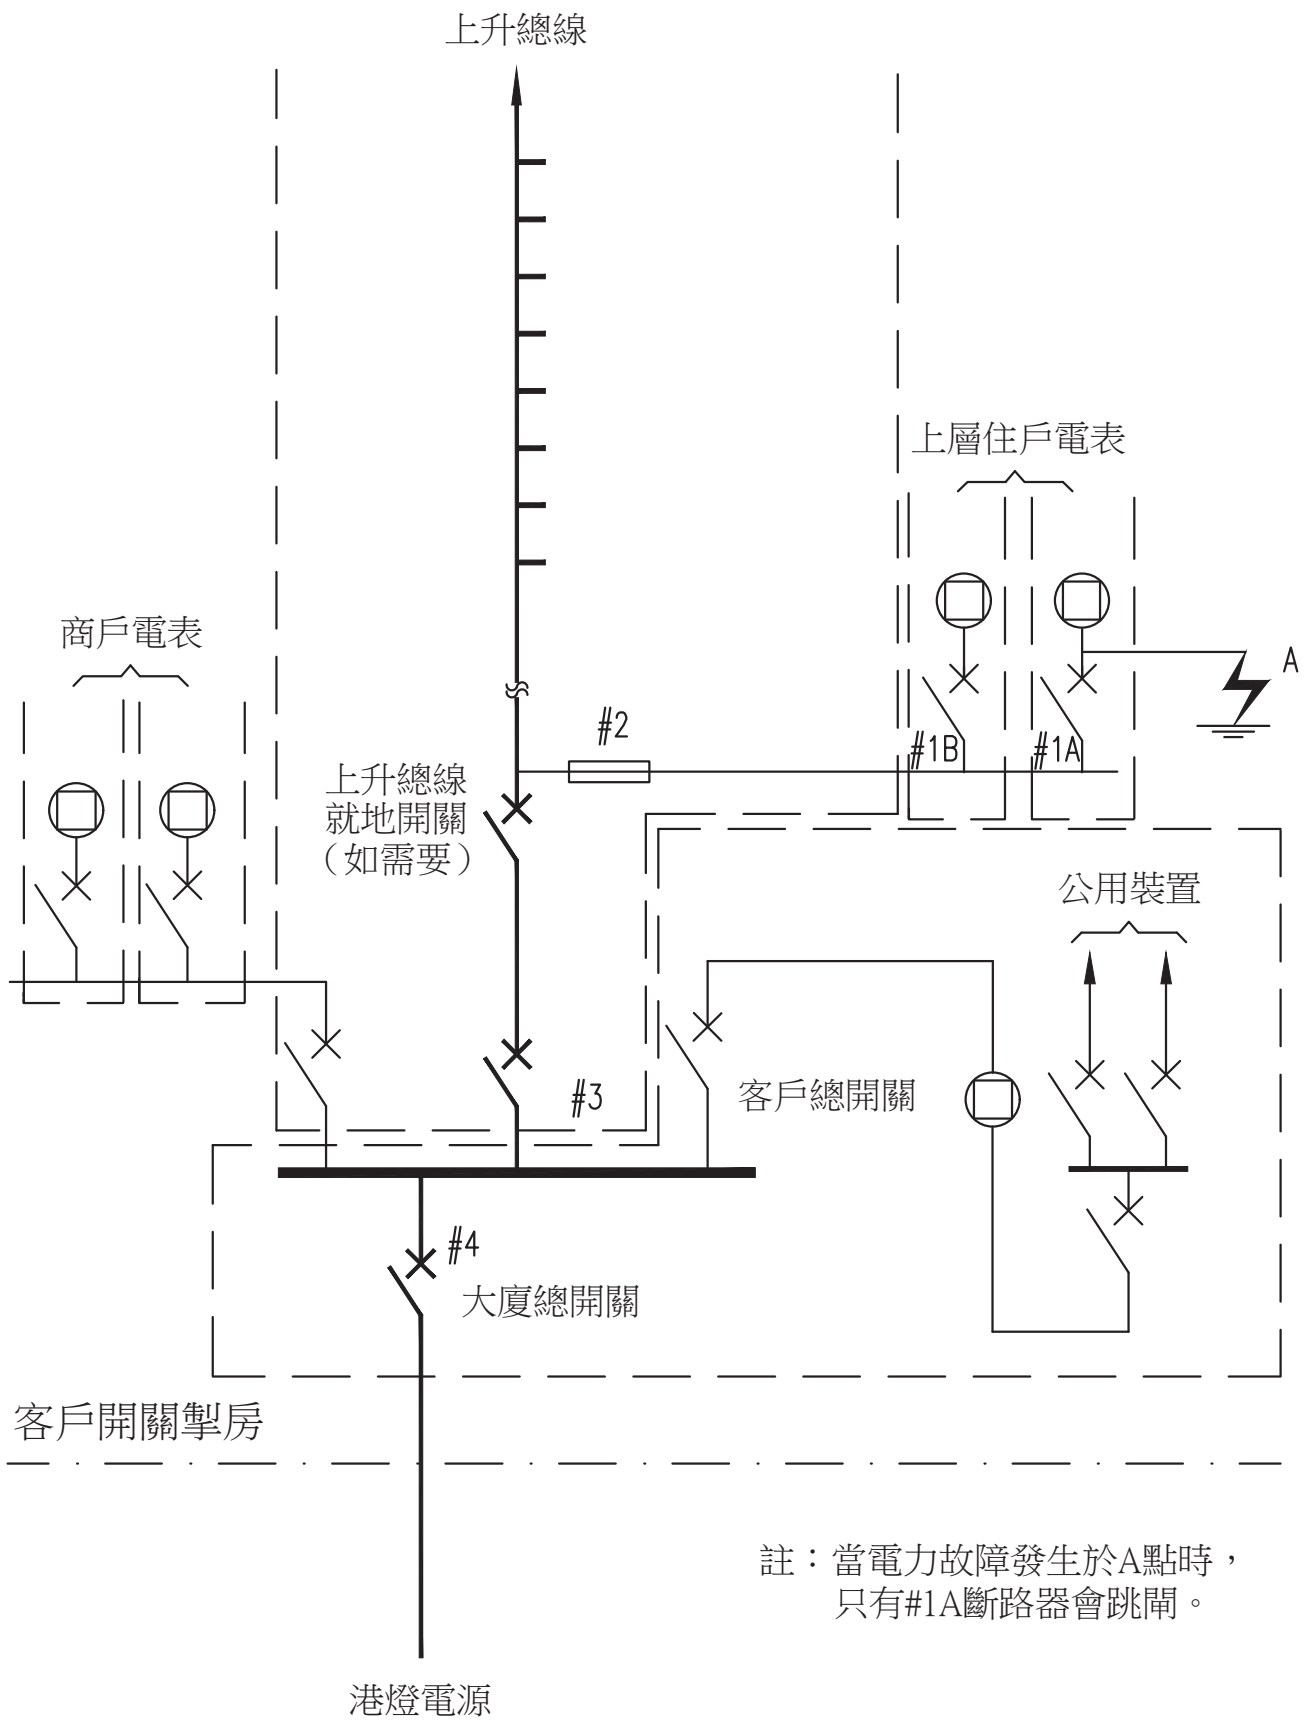 上升總線
上層住戶電表
商戶電表
A
#2
#1B
#1A
上升總線
就地開關
（如需要）
公用裝置
#3
客戶總開關
#4
大廈總開關
客戶開關掣房
註：當電力故障發生於A點時，
只有#1A斷路器會跳閘。
港燈電源